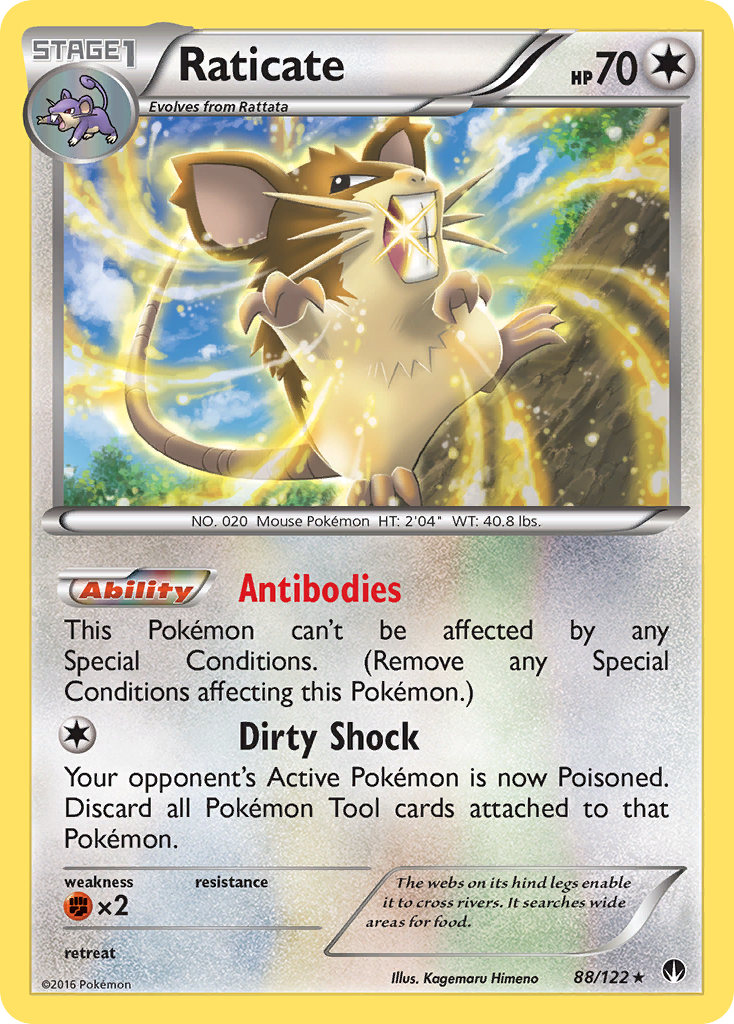 STAGE1
Raticate
HP 70
Evolves from Rattata
NO. 020 Mouse Pokémon HT: 2'04" WT: 40.8 lbs.
Ability Antibodies
This Pokémon can't be affected by any
Special Conditions. (Remove any Special
Conditions affecting this Pokémon.)
Dirty Shock
Your opponent's Active Pokémon is now Poisoned.
Discard all Pokémon Tool cards attached to that
Pokémon.
weakness
resistance
×2
retreat
The webs on its hind legs enable
it to cross rivers. It searches wide
areas for food.
©2016 Pokémon
Illus. Kagemaru Himeno
88/122 ★